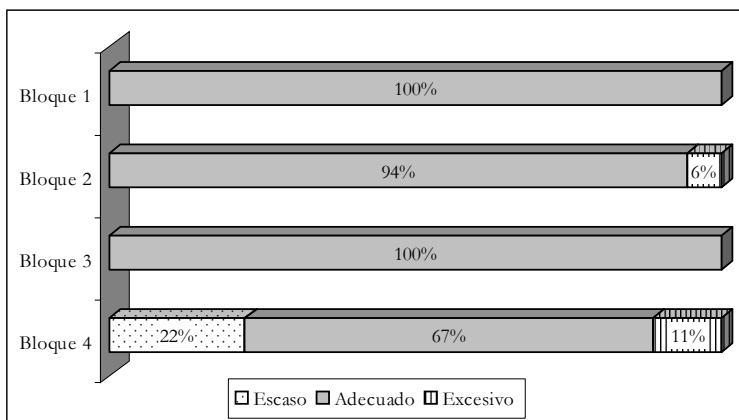 Bloque 1
100%
Bloque 2
94%
6%
Bloque 3
100%
Bloque 4
22%
67%
11%
Escaso Adecuado Excesivo